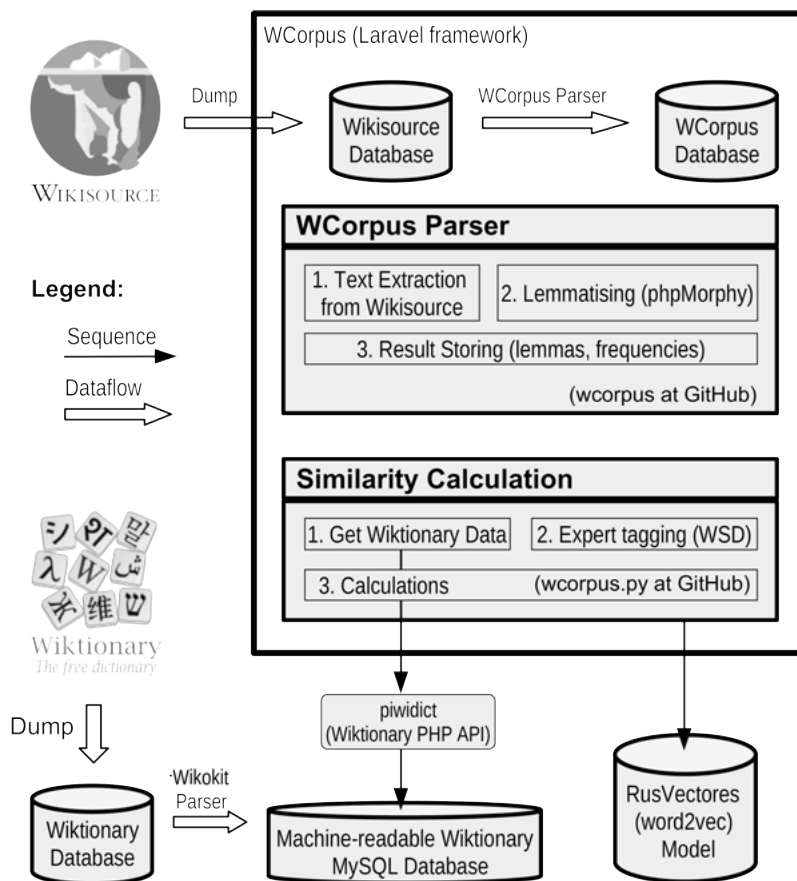 WCorpus (Laravel framework)
Dump
WCorpus Parser
Wikisource
Database
WCorpus
Database
WIKISOURCE
WCorpus Parser
1. Text Extraction
from Wikisource
2. Lemmatising (phpMorphy)
3. Result Storing (lemmas, frequencies)
(wcorpus at GitHub)
Legend:
Sequence
Dataflow
Similarity Calculation
1. Get Wiktionary Data
2. Expert tagging (WSD)
3. Calculations
(wcorpus.py at GitHub)
シ
말
λ W
Ж 维 ש
Wiktionary
The free dictionary
Dump
piwidict
(Wiktionary PHP API)
Wikokit
Parser
Wiktionary
Database
Machine-readable Wiktionary
MySQL Database
RusVectores
(word2vec)
Model